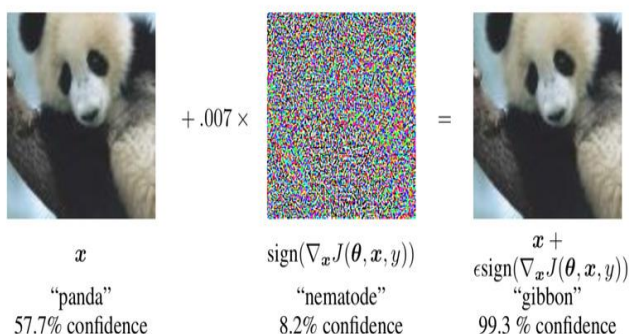 + .007 ×
=
x
sign(∇ₓJ(θ, x, y))
x +
ϵsign(∇ₓJ(θ, x, y))
“panda”
“nematode”
“gibbon”
57.7% confidence
8.2% confidence
99.3 % confidence